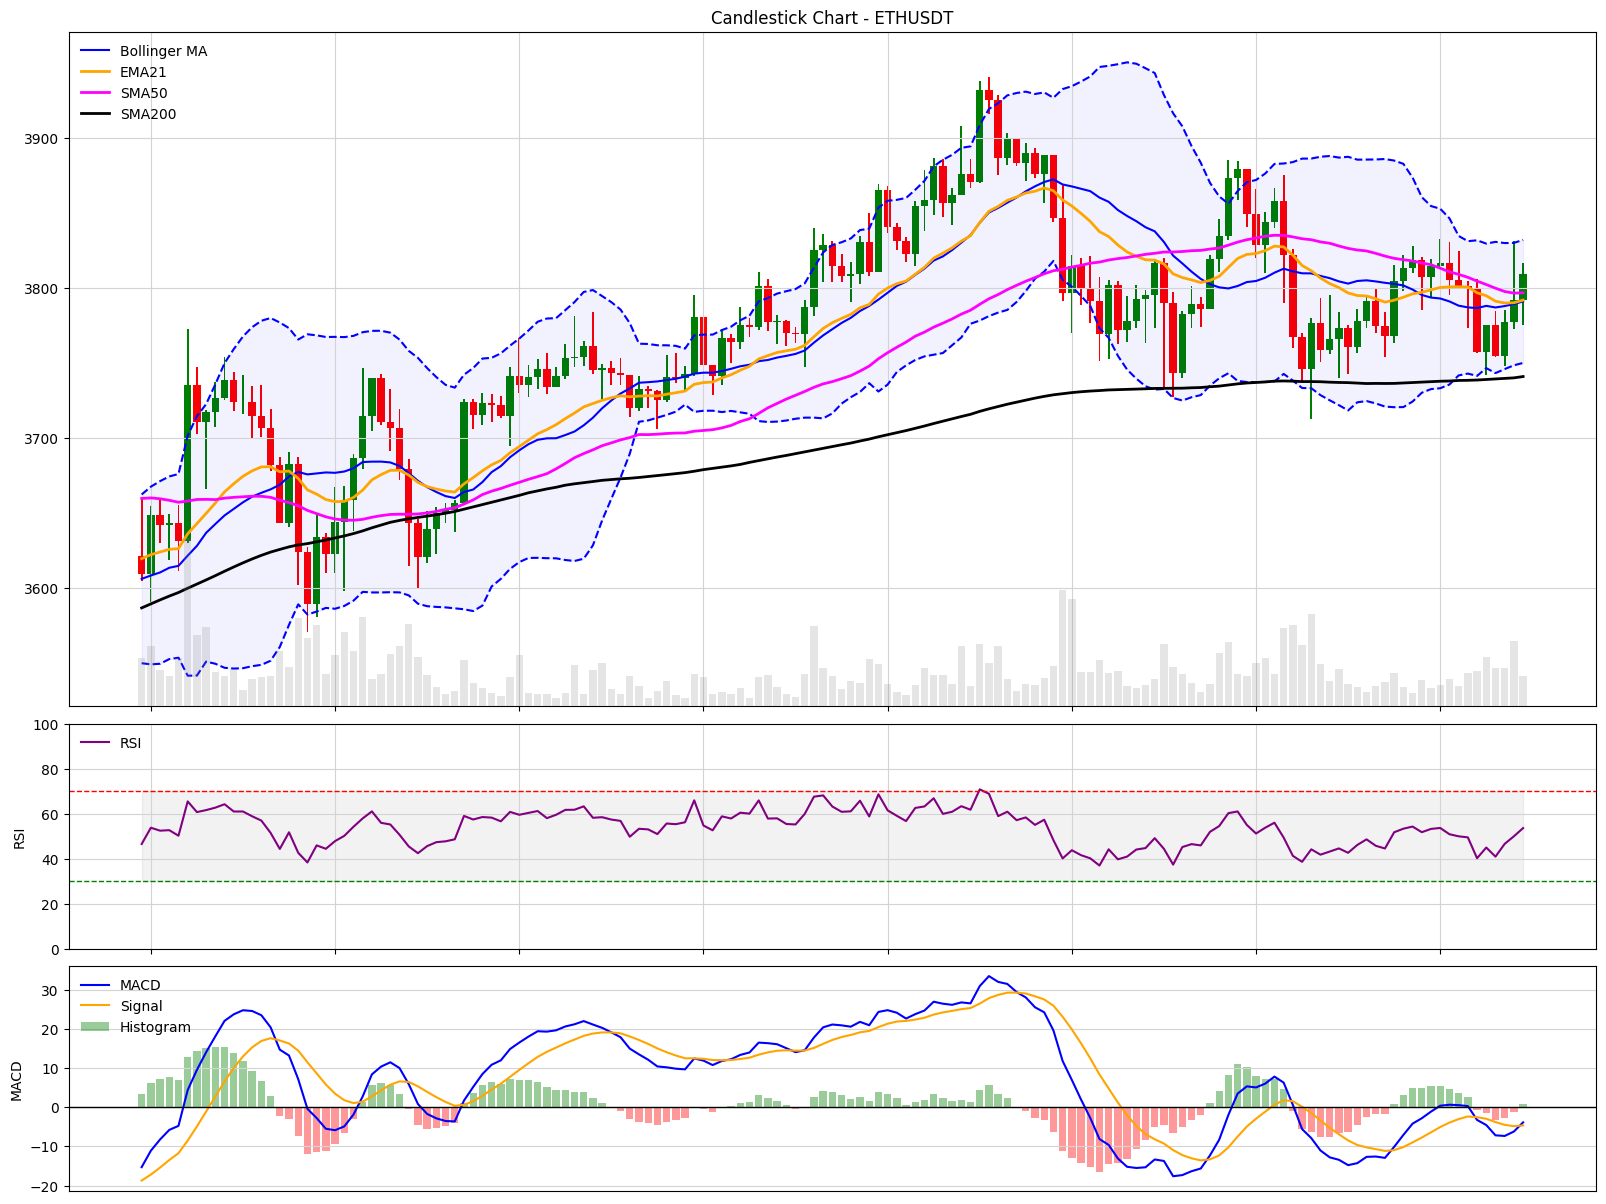 Candlestick Chart - ETHUSDT
Bollinger MA
EMA21
SMA50
SMA200
3900
3800
3700
3600
RSI
100
80
60
40
20
0
RSI
MACD
Signal
Histogram
30
20
10
0
−10
−20
MACD